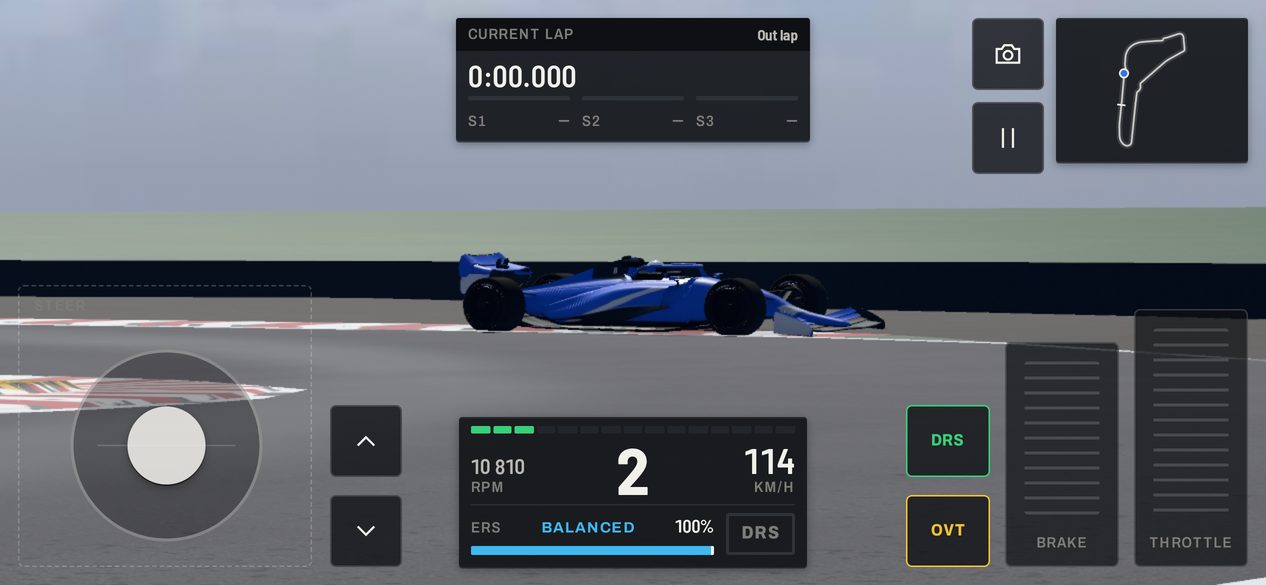 CURRENT LAP Out lap
0:00.000
S1 – S2 – S3 –
STEER
10 810 RPM
2
114 KM/H
ERS BALANCED 100% DRS
DRS
OVT
BRAKE
THROTTLE